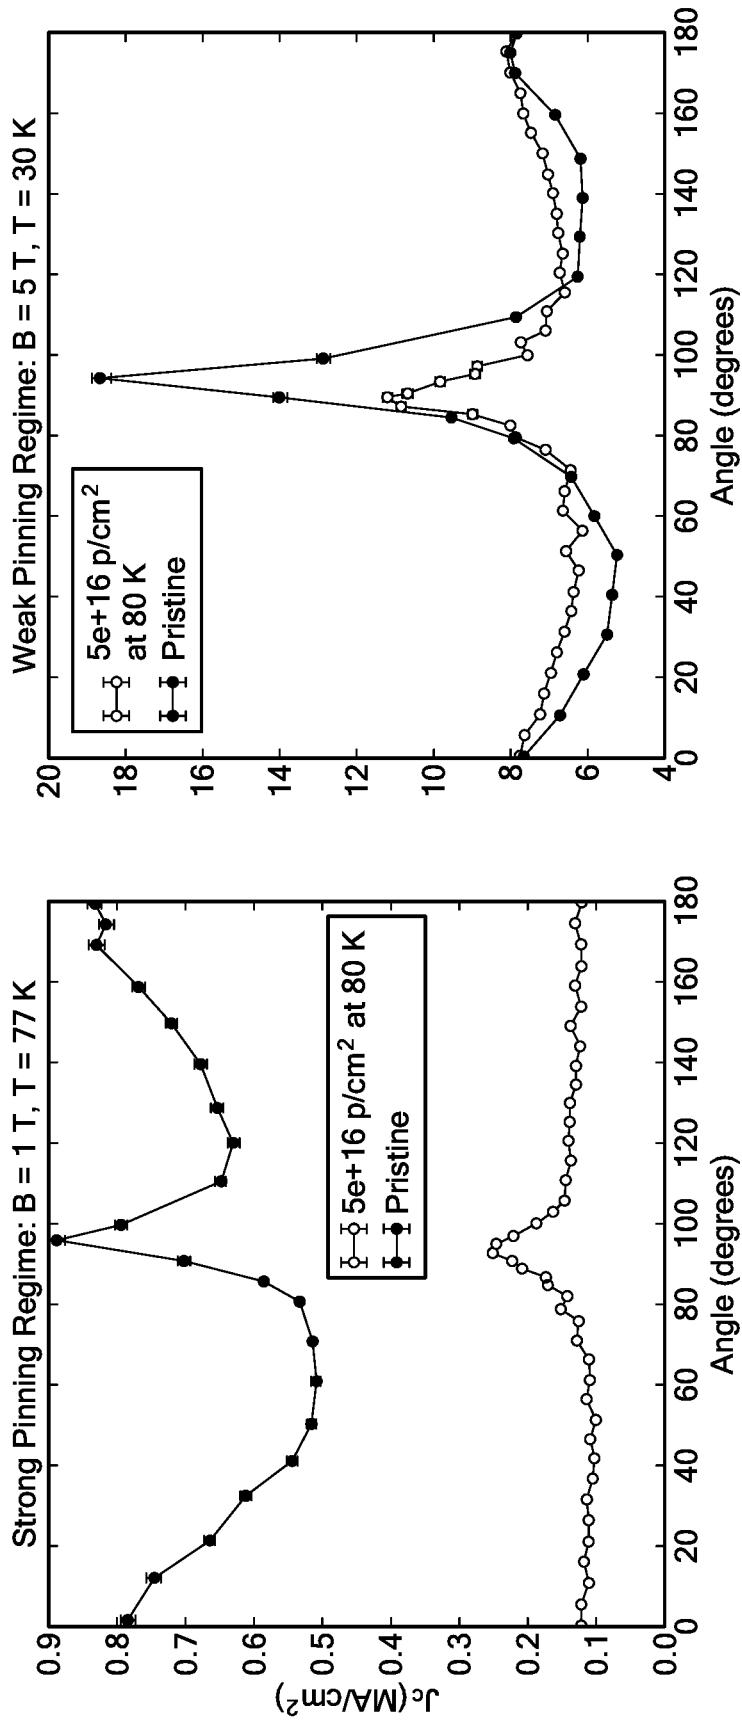 Strong Pinning Regime: B = 1 T, T = 77 K
Jc(MA/cm²)
0.9
0.8
0.7
0.6
0.5
0.4
0.3
0.2
0.1
0.0
5e+16 p/cm² at 80 K
Pristine
0 20 40 60 80 100 120 140 160 180
Angle (degrees)
Weak Pinning Regime: B = 5 T, T = 30 K
20
18
16
14
12
10
8
6
4
5e+16 p/cm²
at 80 K
Pristine
0 20 40 60 80 100 120 140 160 180
Angle (degrees)